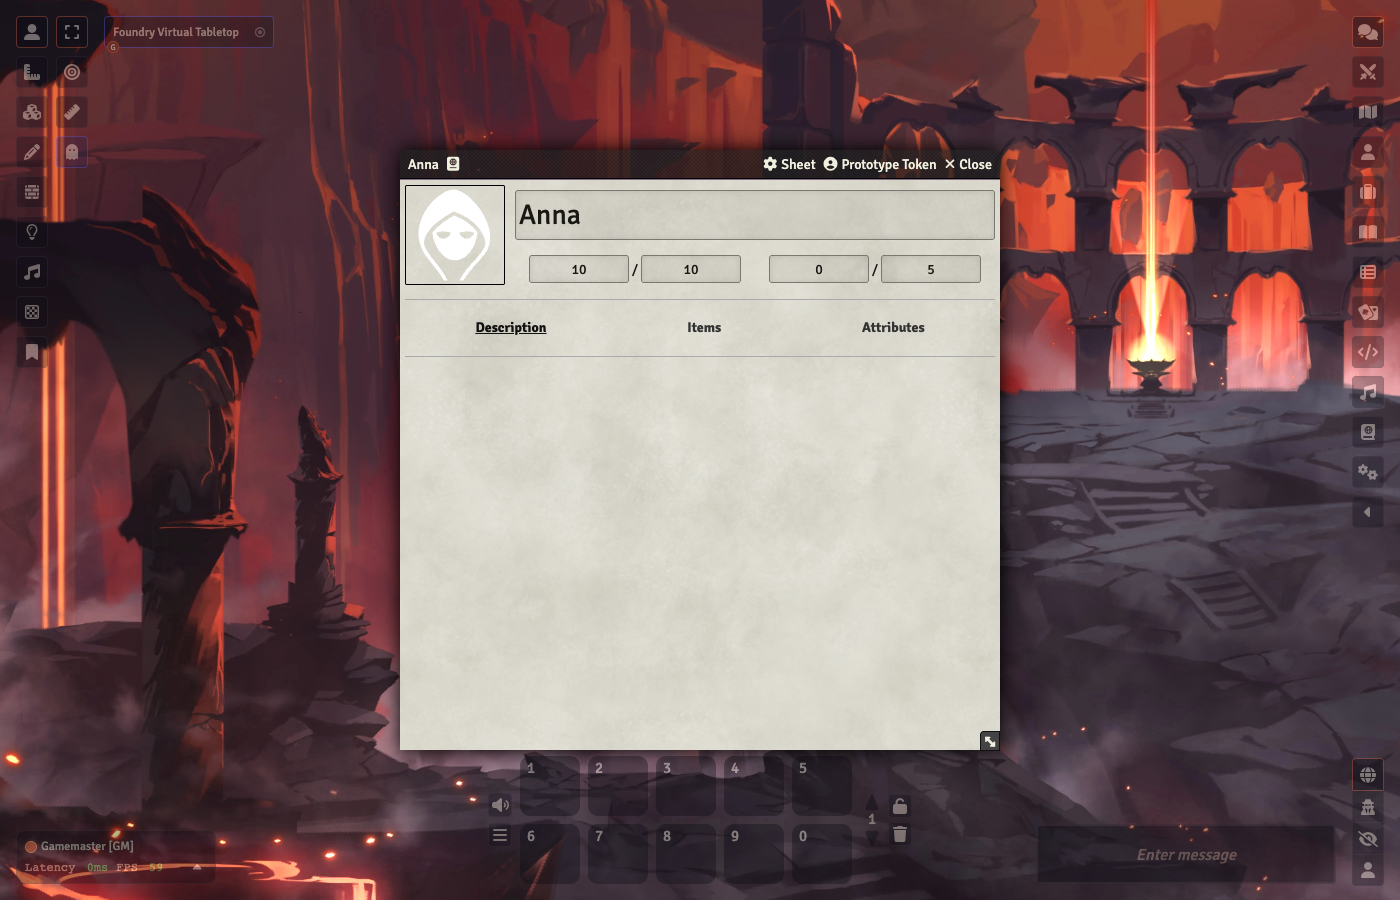 Foundry Virtual Tabletop
G
Anna
Sheet
Prototype Token
Close
Anna
10 / 10
0 / 5
Description
Items
Attributes
1
2
3
4
5
1
6
7
8
9
0
Gamemaster [GM]
Latency 0ms FPS 59
Enter message